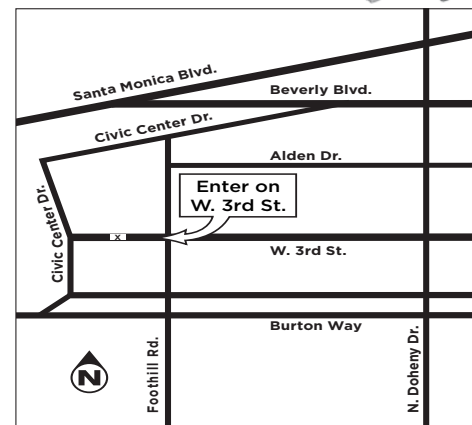 Santa Monica Blvd.
Beverly Blvd.
Civic Center Dr.
Alden Dr.
Enter on
W. 3rd St.
Civic Center Dr.
x
W. 3rd St.
Burton Way
Foothill Rd.
N. Doheny Dr.
N